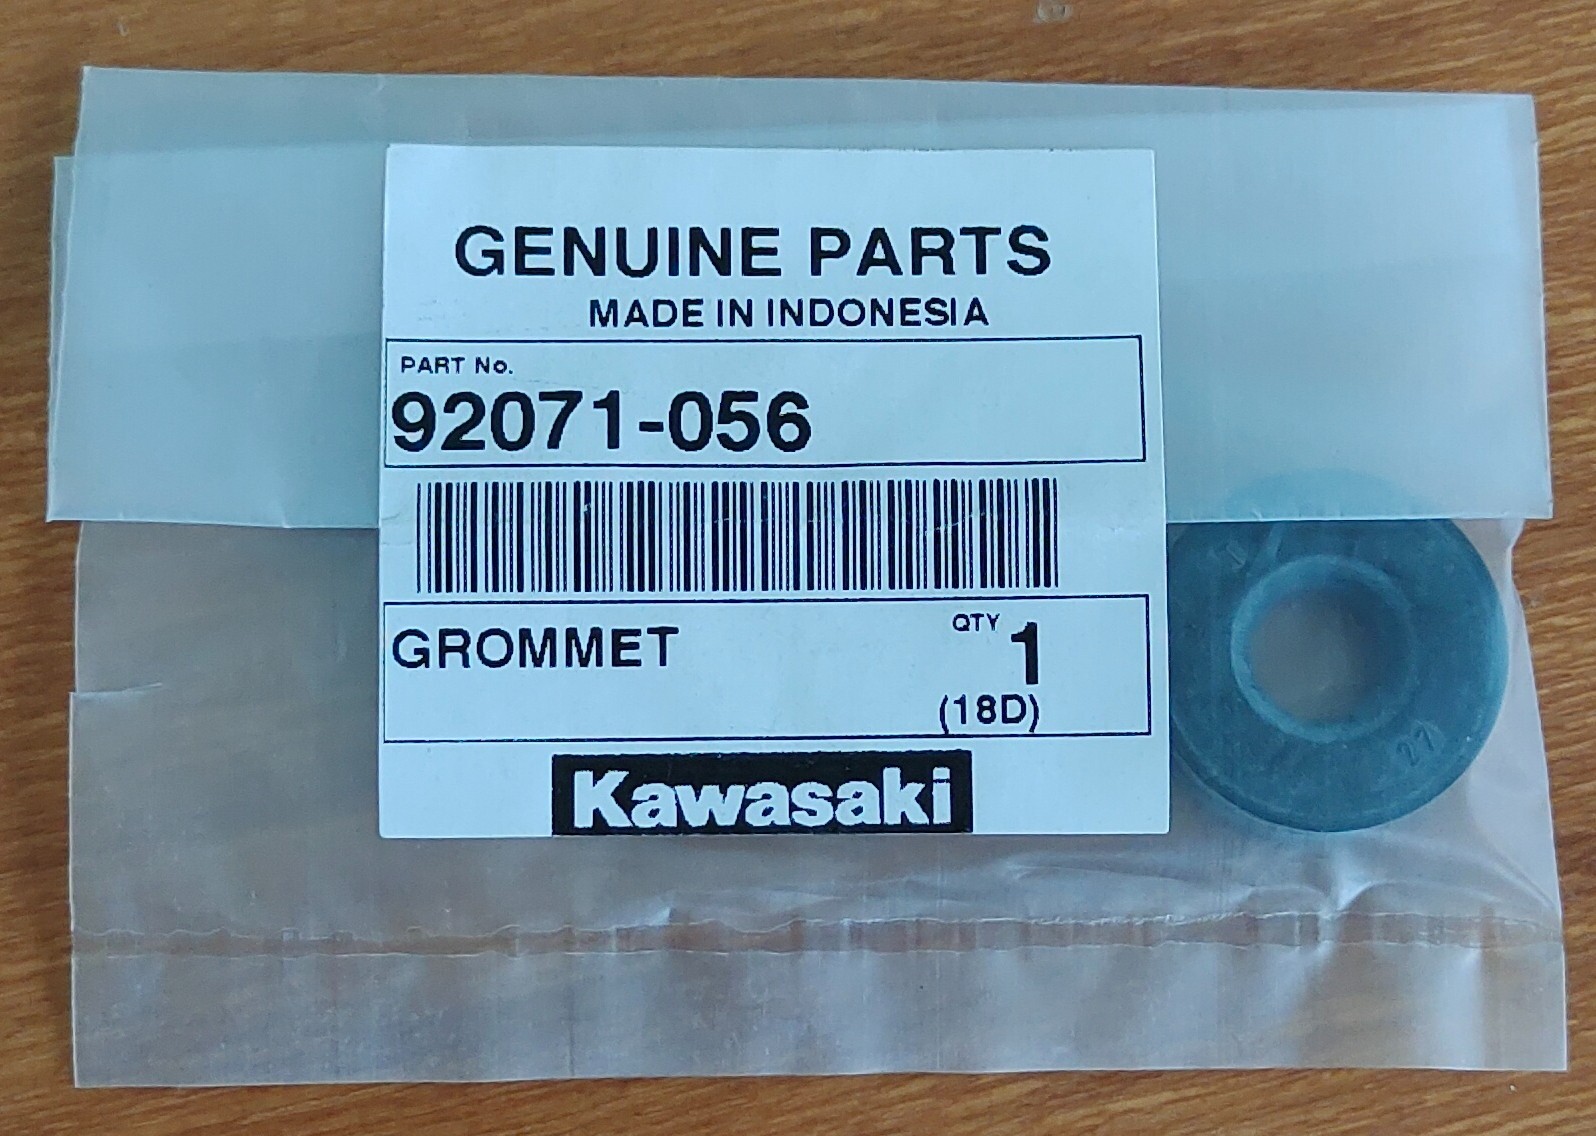 GENUINE PARTS
MADE IN INDONESIA
PART No.
92071-056
GROMMET
QTY 1
(18D)
Kawasaki